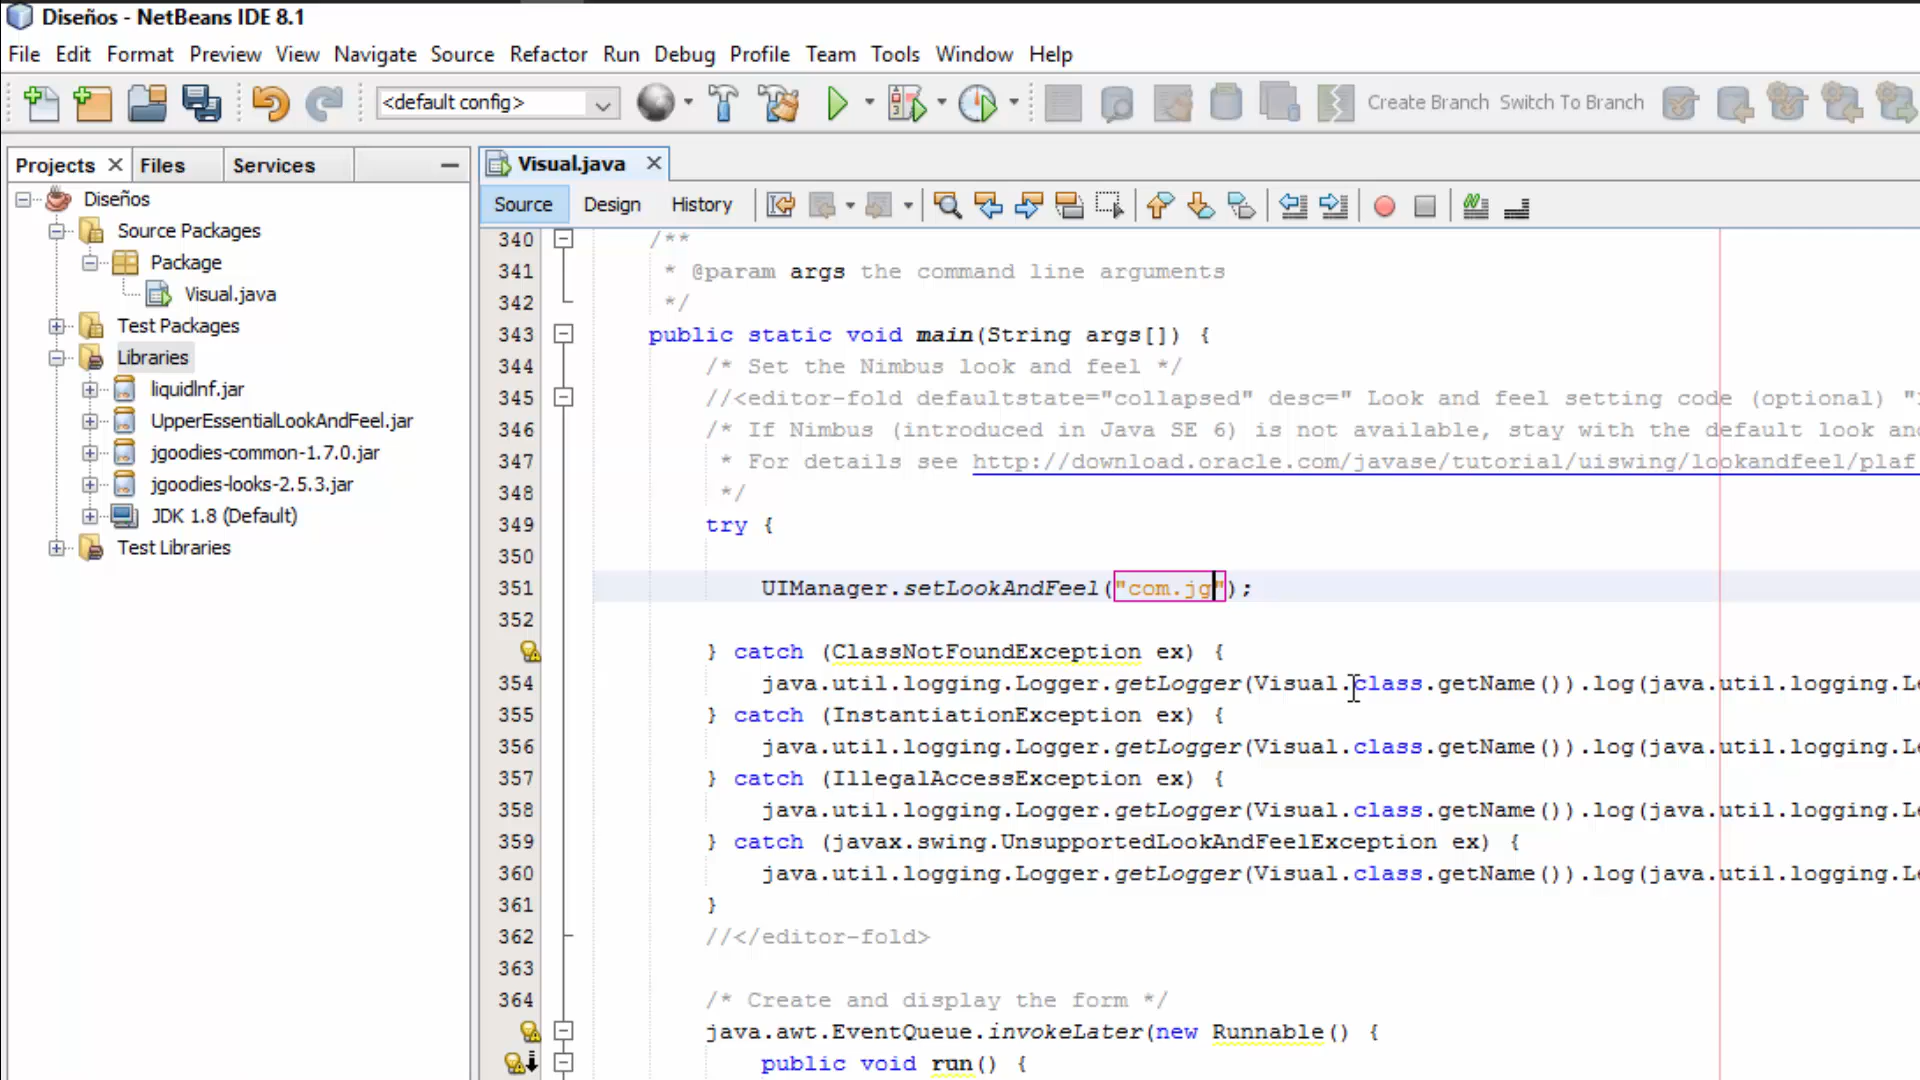 Diseños - NetBeans IDE 8.1
File Edit Format Preview View Navigate Source Refactor Run Debug Profile Team Tools Window Help
<default config> Create Branch Switch To Branch
Projects Files Services
Diseños
Source Packages
Package
Visual.java
Test Packages
Libraries
liquidlnf.jar
UpperEssentialLookAndFeel.jar
jgoodies-common-1.7.0.jar
jgoodies-looks-2.5.3.jar
JDK 1.8 (Default)
Test Libraries
Visual.java
Source Design History
340 /**
341 * @param args the command line arguments
342 */
343 public static void main(String args[]) {
344 /* Set the Nimbus look and feel */
345 //<editor-fold defaultstate="collapsed" desc=" Look and feel setting code (optional) "
346 /* If Nimbus (introduced in Java SE 6) is not available, stay with the default look
347 * For details see http://download.oracle.com/javase/tutorial/uiswing/lookandfeel/plaf
348 */
349 try {
350
351 UIManager.setLookAndFeel("com.jg");
352
} catch (ClassNotFoundException ex) {
354 java.util.logging.Logger.getLogger(Visual.class.getName()).log(java.util.logging.
355 } catch (InstantiationException ex) {
356 java.util.logging.Logger.getLogger(Visual.class.getName()).log(java.util.logging.
357 } catch (IllegalAccessException ex) {
358 java.util.logging.Logger.getLogger(Visual.class.getName()).log(java.util.logging.
359 } catch (javax.swing.UnsupportedLookAndFeelException ex) {
360 java.util.logging.Logger.getLogger(Visual.class.getName()).log(java.util.logging.
361 }
362 //</editor-fold>
363
364 /* Create and display the form */
java.awt.EventQueue.invokeLater(new Runnable() {
public void run() {